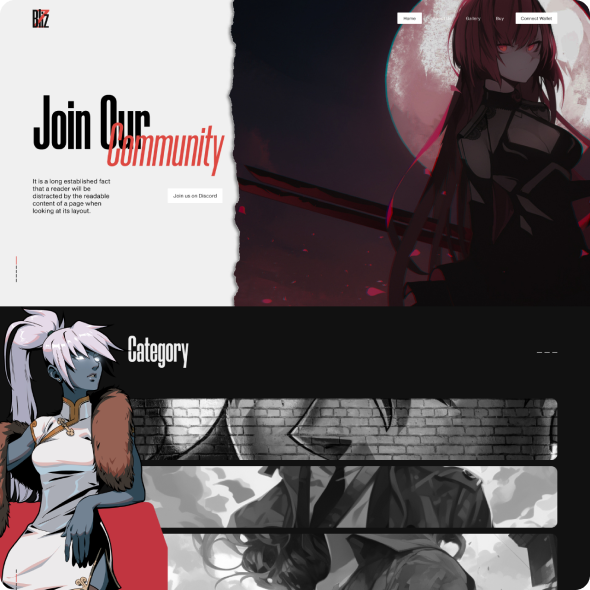 BliZ
Home
Gallery
Buy
Connect Wallet
Join Our
Community
It is a long established fact
that a reader will be
distracted by the readable
content of a page when
looking at its layout.
Join us on Discord
Category